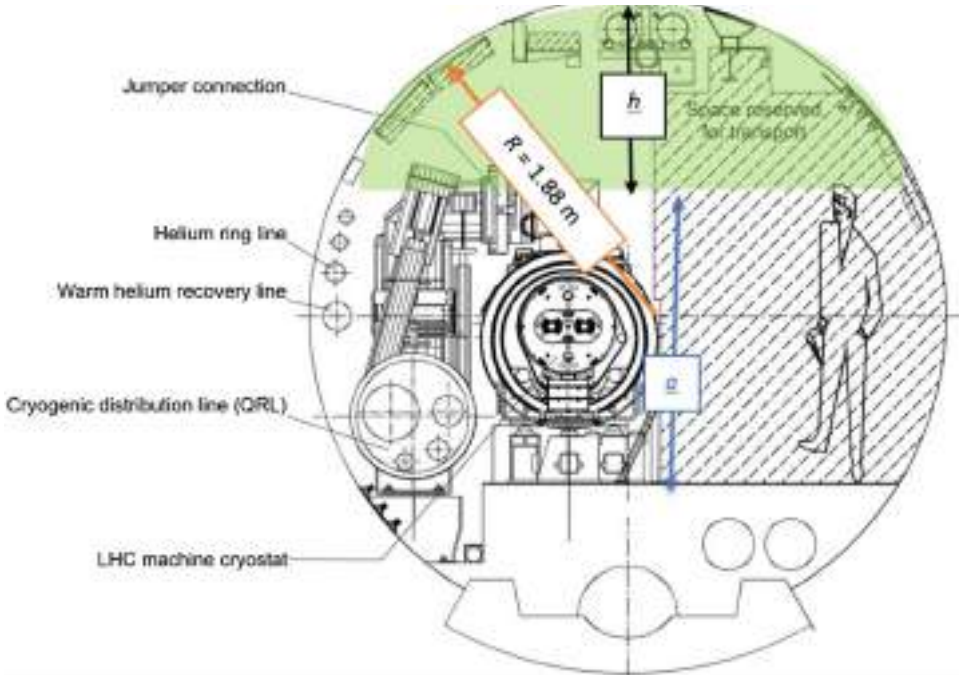 Jumper connection
h
Space reserved
for transport
R = 1.88 m
Helium ring line
Warm helium recovery line
Cryogenic distribution line (QRL)
LHC machine cryostat